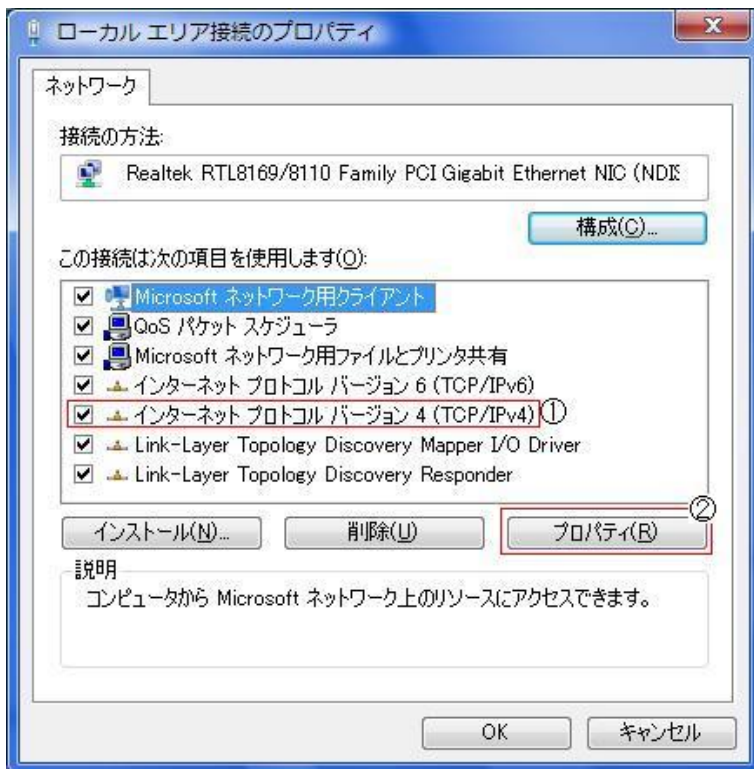 ローカル エリア接続のプロパティ
ネットワーク
接続の方法:
Realtek RTL8169/8110 Family PCI Gigabit Ethernet NIC (NDIS
構成(C)...
この接続は次の項目を使用します(O):
Microsoft ネットワーク用クライアント
QoS パケット スケジューラ
Microsoft ネットワーク用ファイルとプリンタ共有
インターネット プロトコル バージョン 6 (TCP/IPv6)
インターネット プロトコル バージョン 4 (TCP/IPv4) ①
Link-Layer Topology Discovery Mapper I/O Driver
Link-Layer Topology Discovery Responder
②
インストール(N)... 削除(U) プロパティ(R)
説明
コンピュータから Microsoft ネットワーク上のリソースにアクセスできます。
OK キャンセル